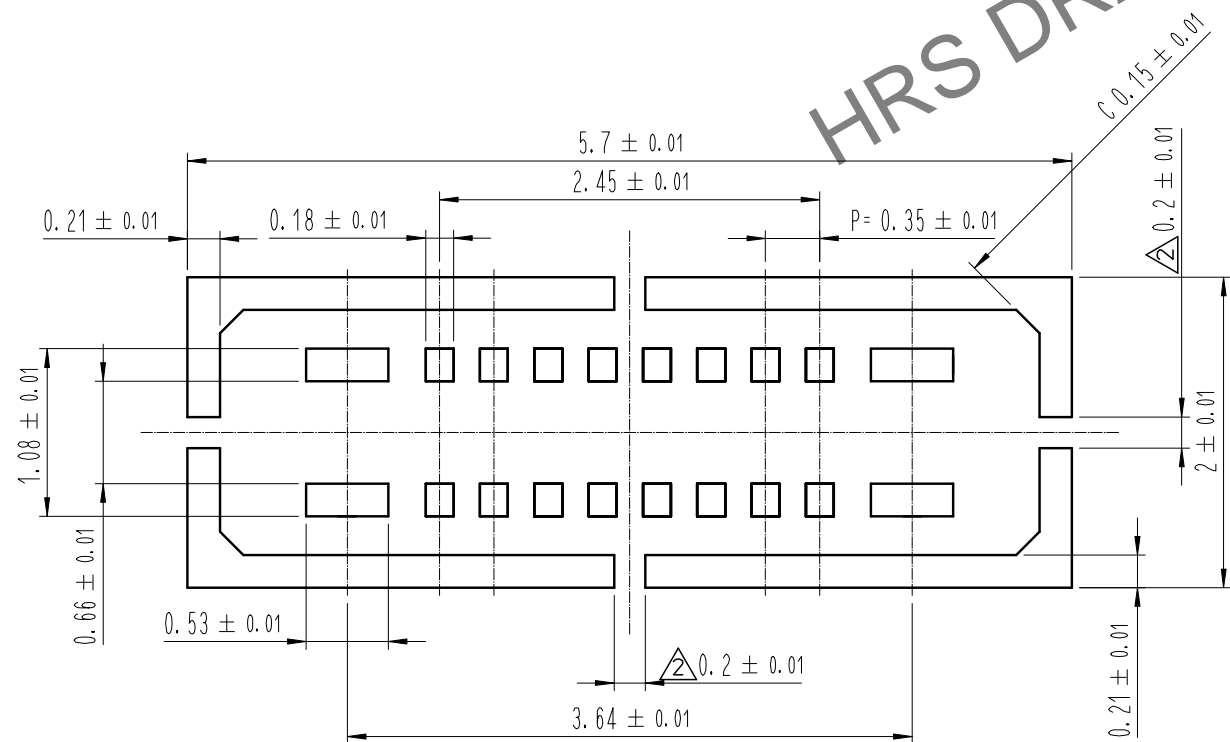 HRS DR
C 0.15 ± 0.01
5.7 ± 0.01
2.45 ± 0.01
0.21 ± 0.01
0.18 ± 0.01
P= 0.35 ± 0.01
2 0.2 ± 0.01
1.08 ± 0.01
2 ± 0.01
0.66 ± 0.01
0.53 ± 0.01
2 0.2 ± 0.01
0.21 ± 0.01
3.64 ± 0.01